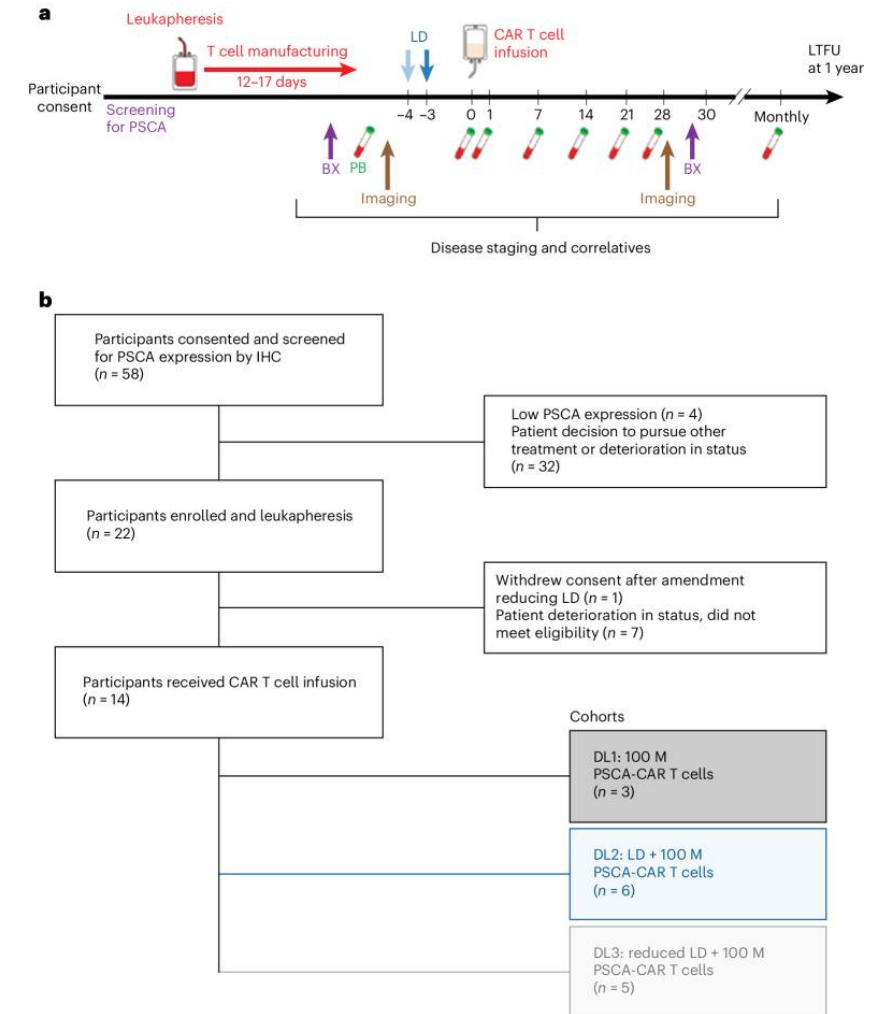 a
Leukapheresis
T cell manufacturing
12–17 days
LD
CAR T cell
infusion
LTFU
at 1 year
Participant
consent
Screening
for PSCA
–4 –3 0 1 7 14 21 28 30 Monthly
BX PB
Imaging
Imaging
BX
Disease staging and correlatives
b
Participants consented and screened
for PSCA expression by IHC
(n = 58)
Low PSCA expression (n = 4)
Patient decision to pursue other
treatment or deterioration in status
(n = 32)
Participants enrolled and leukapheresis
(n = 22)
Withdrew consent after amendment
reducing LD (n = 1)
Patient deterioration in status, did not
meet eligibility (n = 7)
Participants received CAR T cell infusion
(n = 14)
Cohorts
DL1: 100 M
PSCA-CAR T cells
(n = 3)
DL2: LD + 100 M
PSCA-CAR T cells
(n = 6)
DL3: reduced LD + 100 M
PSCA-CAR T cells
(n = 5)